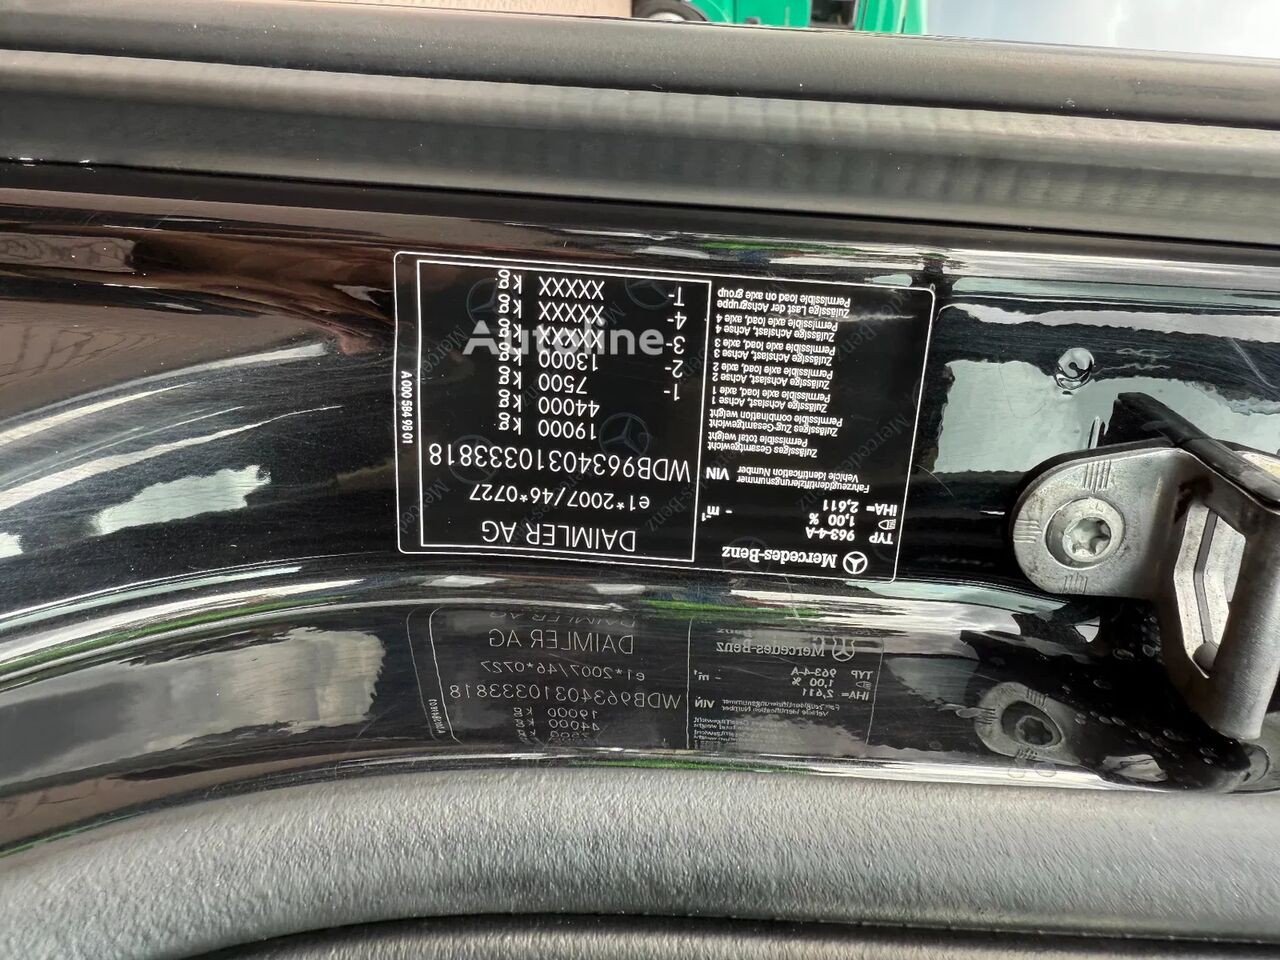 Mercedes-Benz
DAIMLER AG
TYP 963-4-A
1,00 %
IHA= 2,611 - m⁻¹
e1*2007/46*0727
Fahrzeugidentifizierungsnummer
Vehicle Identification Number
VIN
WDB96340310333818
Zulässiges Gesamtgewicht
Permissible total weight
19000 kg
Zulässiges Zug-Gesamtgewicht
Permissible combination weight
44000 kg
Zulässige Achslast, Achse 1
Permissible axle load, axle 1
1- 7500 kg
Zulässige Achslast, Achse 2
Permissible axle load, axle 2
2- 13000 kg
Zulässige Achslast, Achse 3
Permissible axle load, axle 3
3- XXXX kg
Zulässige Achslast, Achse 4
Permissible axle load, axle 4
4- XXXX kg
Zulässige Last der Achsgruppe
Permissible load on axle group
T- XXXXX kg
A 000 584 98 01
Autoline